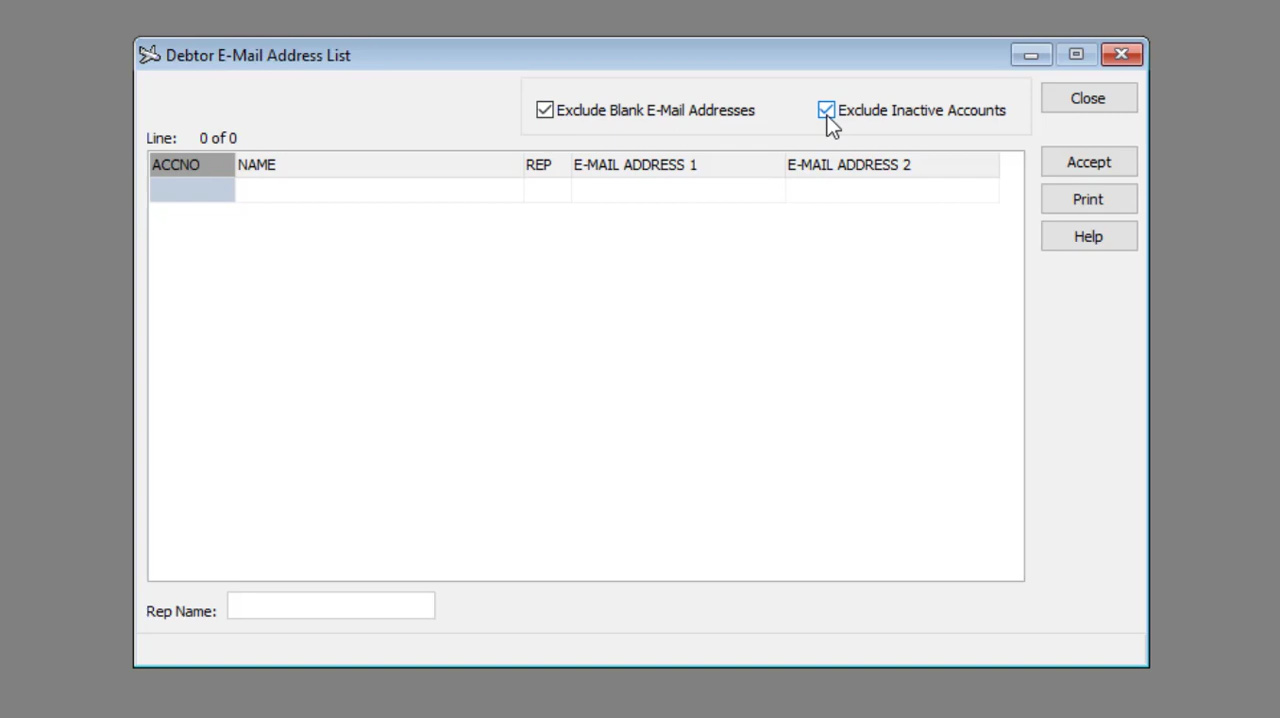 Debtor E-Mail Address List
Exclude Blank E-Mail Addresses
Exclude Inactive Accounts
Close
Line: 0 of 0
ACCNO NAME REP E-MAIL ADDRESS 1 E-MAIL ADDRESS 2
Accept
Print
Help
Rep Name: